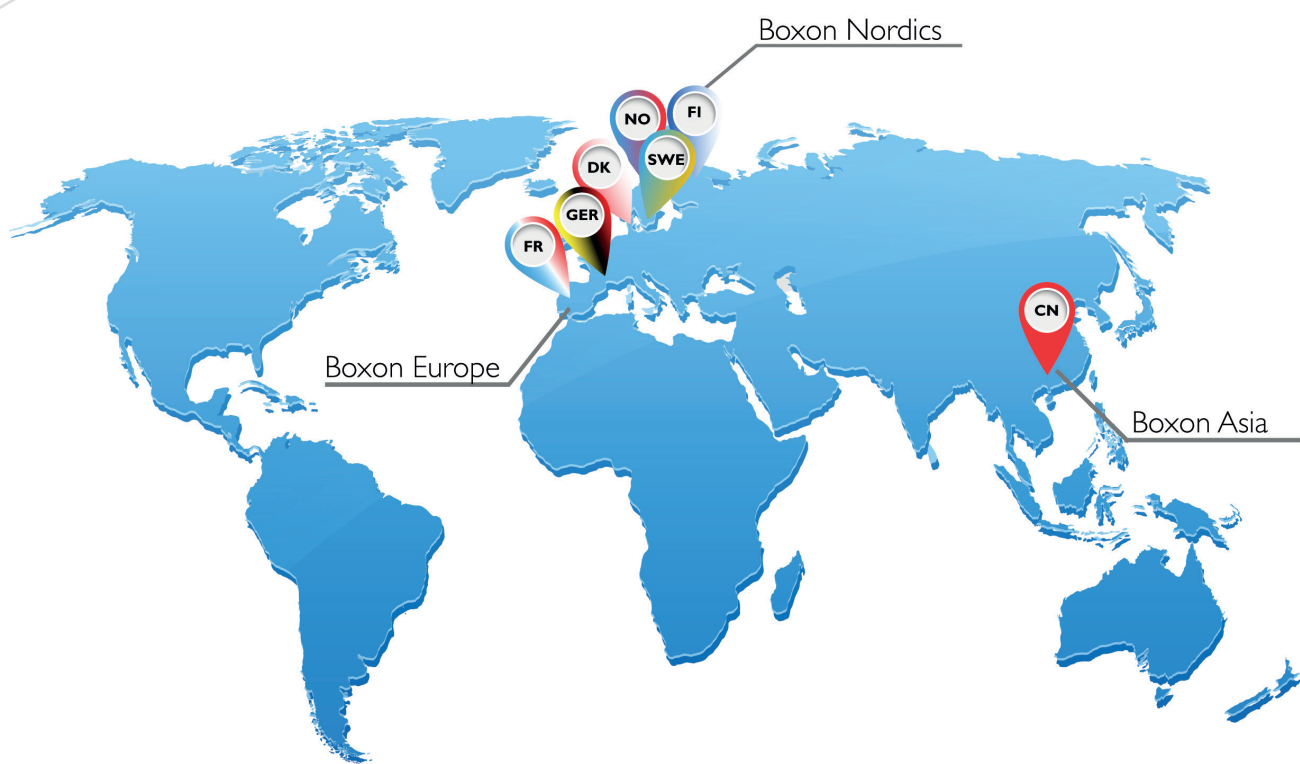 Boxon Nordics
NO
FI
SWE
DK
GER
FR
CN
Boxon Europe
Boxon Asia